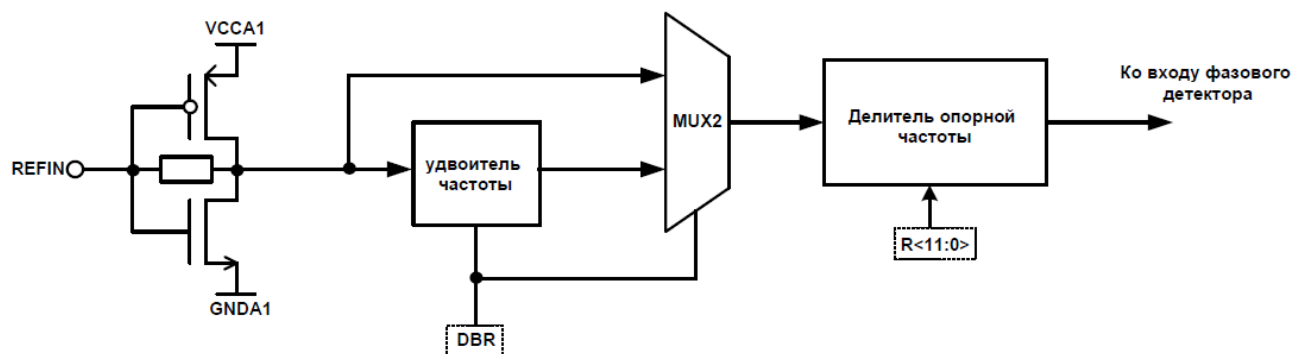 VCCA1
REFIN
GNDA1
удвоитель
частоты
DBR
MUX2
Делитель опорной
частоты
R<11:0>
Ко входу фазового
детектора